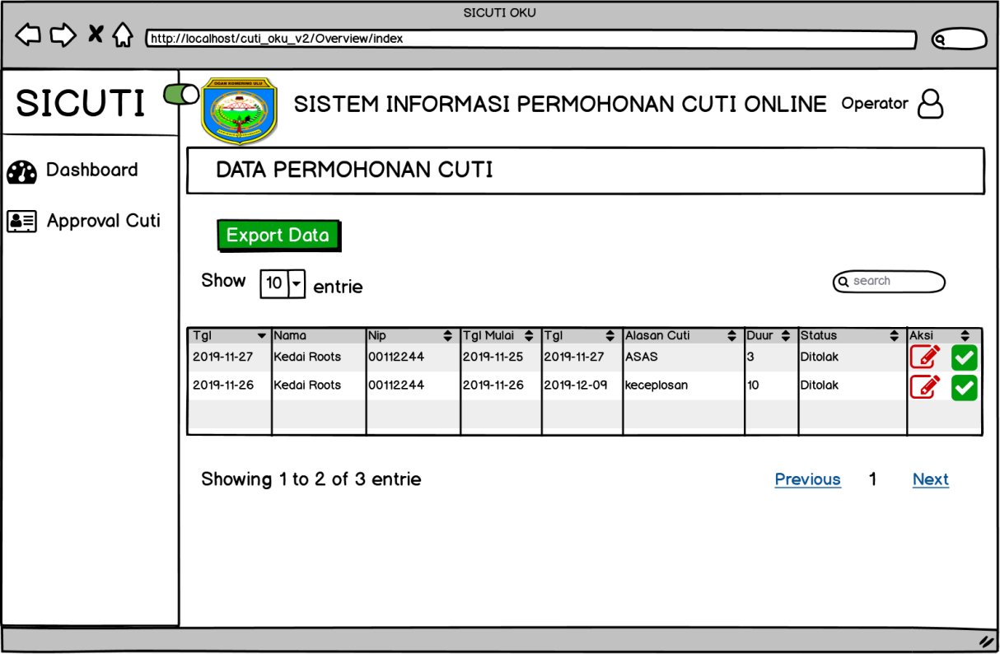 SICUTI OKU
http://localhost/cuti_oku_v2/Overview/index
SICUTI
OGAN KOMERING ULU
SISTEM INFORMASI PERMOHONAN CUTI ONLINE
Operator
Dashboard
Approval Cuti
DATA PERMOHONAN CUTI
Export Data
Show 10 entrie
search
Tgl Nama Nip Tgl Mulai Tgl Alasan Cuti Duur Status Aksi
2019-11-27 Kedai Roots 00112244 2019-11-25 2019-11-27 ASAS 3 Ditolak
2019-11-26 Kedai Roots 00112244 2019-11-26 2019-12-09 keceplosan 10 Ditolak
Showing 1 to 2 of 3 entrie
Previous 1 Next